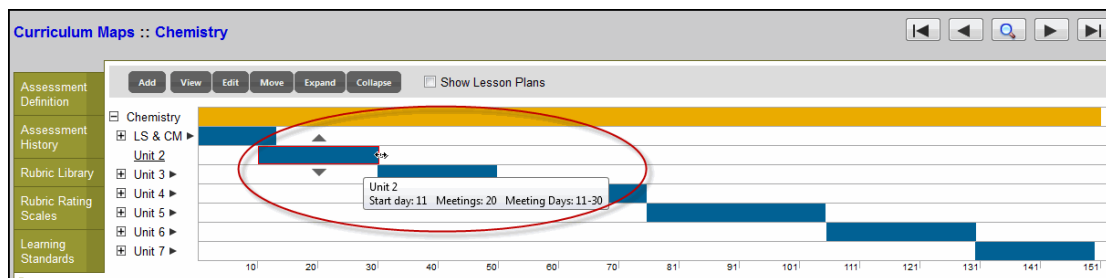 Curriculum Maps :: Chemistry
Assessment
Definition
Assessment
History
Rubric Library
Rubric Rating
Scales
Learning
Standards
Add View Edit Move Expand Collapse Show Lesson Plans
Chemistry
LS & CM
Unit 2
Unit 3
Unit 4
Unit 5
Unit 6
Unit 7
Unit 2
Start day: 11 Meetings: 20 Meeting Days: 11-30
10 20 30 40 50 60 70 81 91 101 111 121 131 141 151